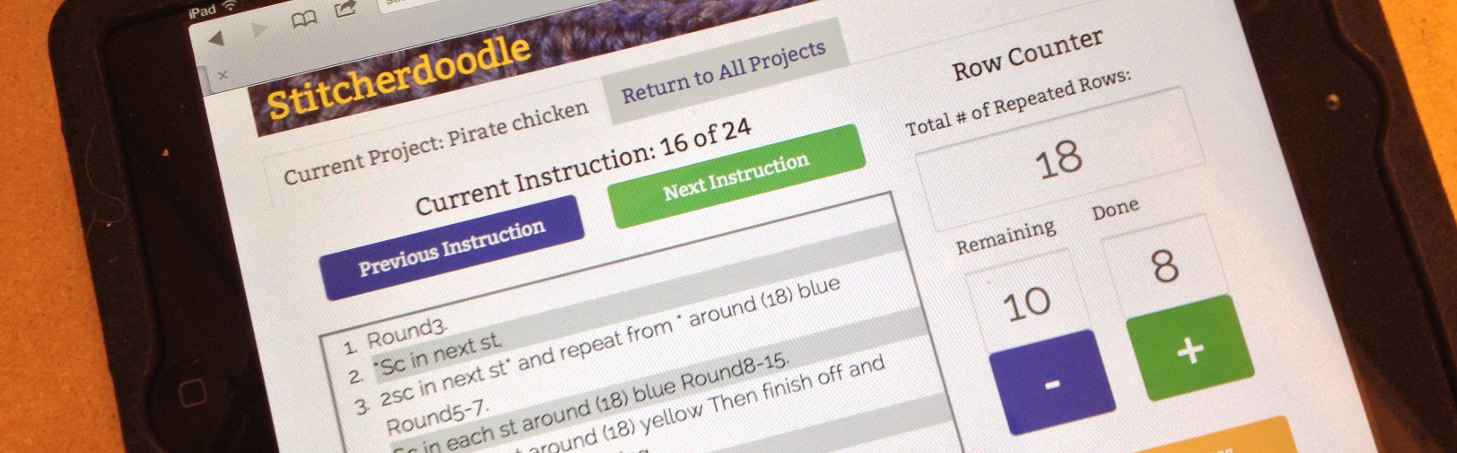 iPad
Stitcherdoodle
Current Project: Pirate chicken
Return to All Projects
Current Instruction: 16 of 24
Previous Instruction
Next Instruction
1. Round3.
2. *Sc in next st,
3. 2sc in next st* and repeat from * around (18) blue
Round5-7.
Sc in each st around (18) blue Round8-15.
around (18) yellow Then finish off and
Row Counter
Total # of Repeated Rows:
18
Remaining
Done
10
8
-
+